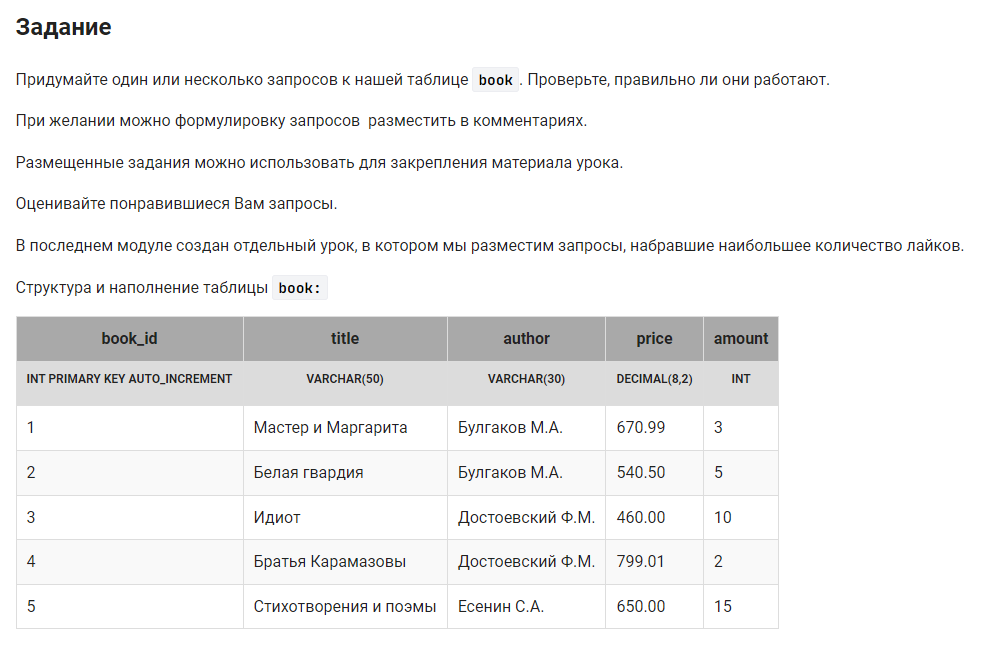 Задание
Придумайте один или несколько запросов к нашей таблице book. Проверьте, правильно ли они работают.
При желании можно формулировку запросов разместить в комментариях.
Размещенные задания можно использовать для закрепления материала урока.
Оценивайте понравившиеся Вам запросы.
В последнем модуле создан отдельный урок, в котором мы разместим запросы, набравшие наибольшее количество лайков.
Структура и наполнение таблицы book:
book_id title author price amount
INT PRIMARY KEY AUTO_INCREMENT VARCHAR(50) VARCHAR(30) DECIMAL(8,2) INT
1 Мастер и Маргарита Булгаков М.А. 670.99 3
2 Белая гвардия Булгаков М.А. 540.50 5
3 Идиот Достоевский Ф.М. 460.00 10
4 Братья Карамазовы Достоевский Ф.М. 799.01 2
5 Стихотворения и поэмы Есенин С.А. 650.00 15